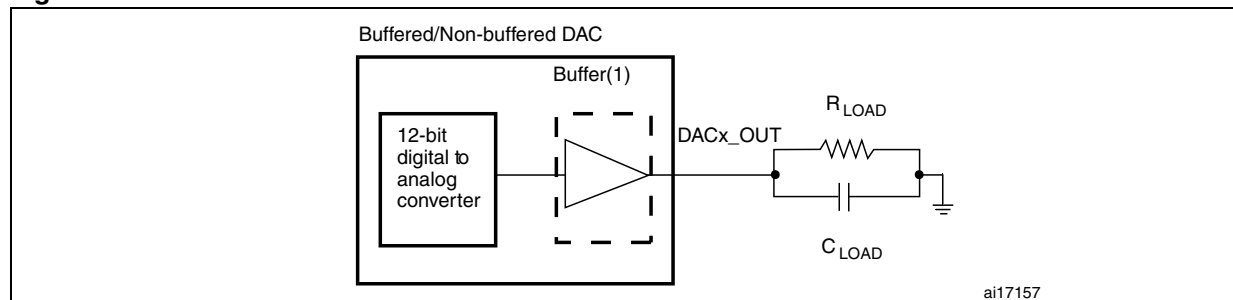 Buffered/Non-buffered DAC
Buffer(1)
12-bit
digital to
analog
converter
DACx_OUT
R LOAD
C LOAD
ai17157